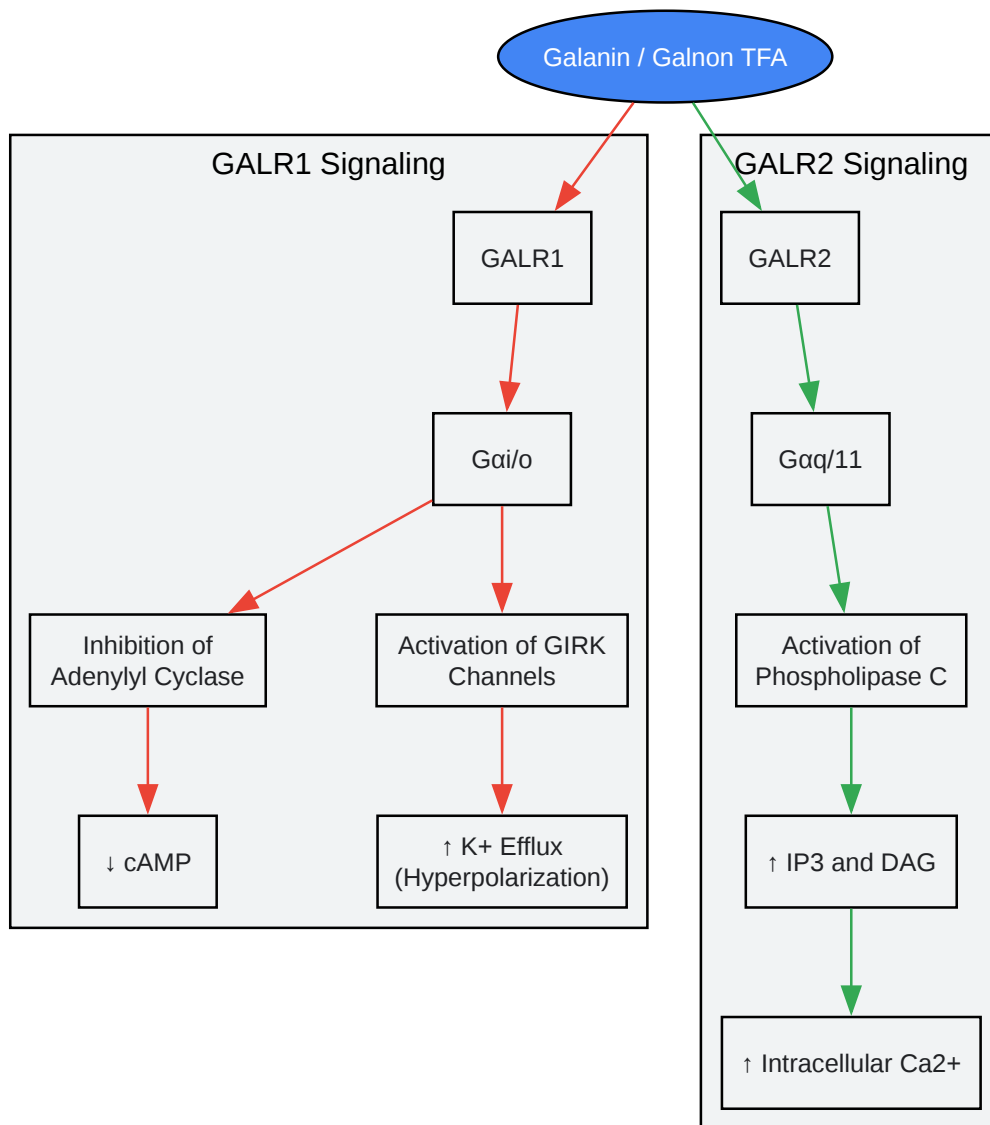 Galanin / Galnon TFA
GALR1 Signaling
GALR1
Gαi/o
Inhibition of
Adenylyl Cyclase
Activation of GIRK
Channels
↓ cAMP
↑ K+ Efflux
(Hyperpolarization)
GALR2 Signaling
GALR2
Gαq/11
Activation of
Phospholipase C
↑ IP3 and DAG
↑ Intracellular Ca2+